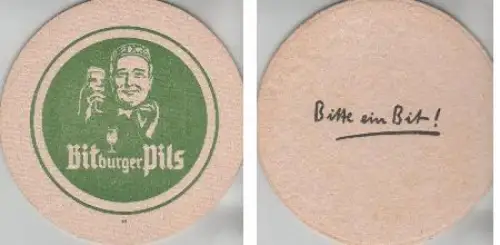 Bitburger Pils
Bitte ein Bit!